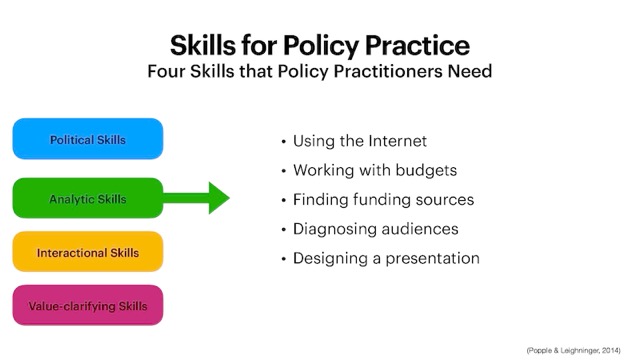 Skills for Policy Practice
Four Skills that Policy Practitioners Need
Political Skills
Analytic Skills
Interactional Skills
Value-clarifying Skills
• Using the Internet
• Working with budgets
• Finding funding sources
• Diagnosing audiences
• Designing a presentation
(Popple & Leighninger, 2014)